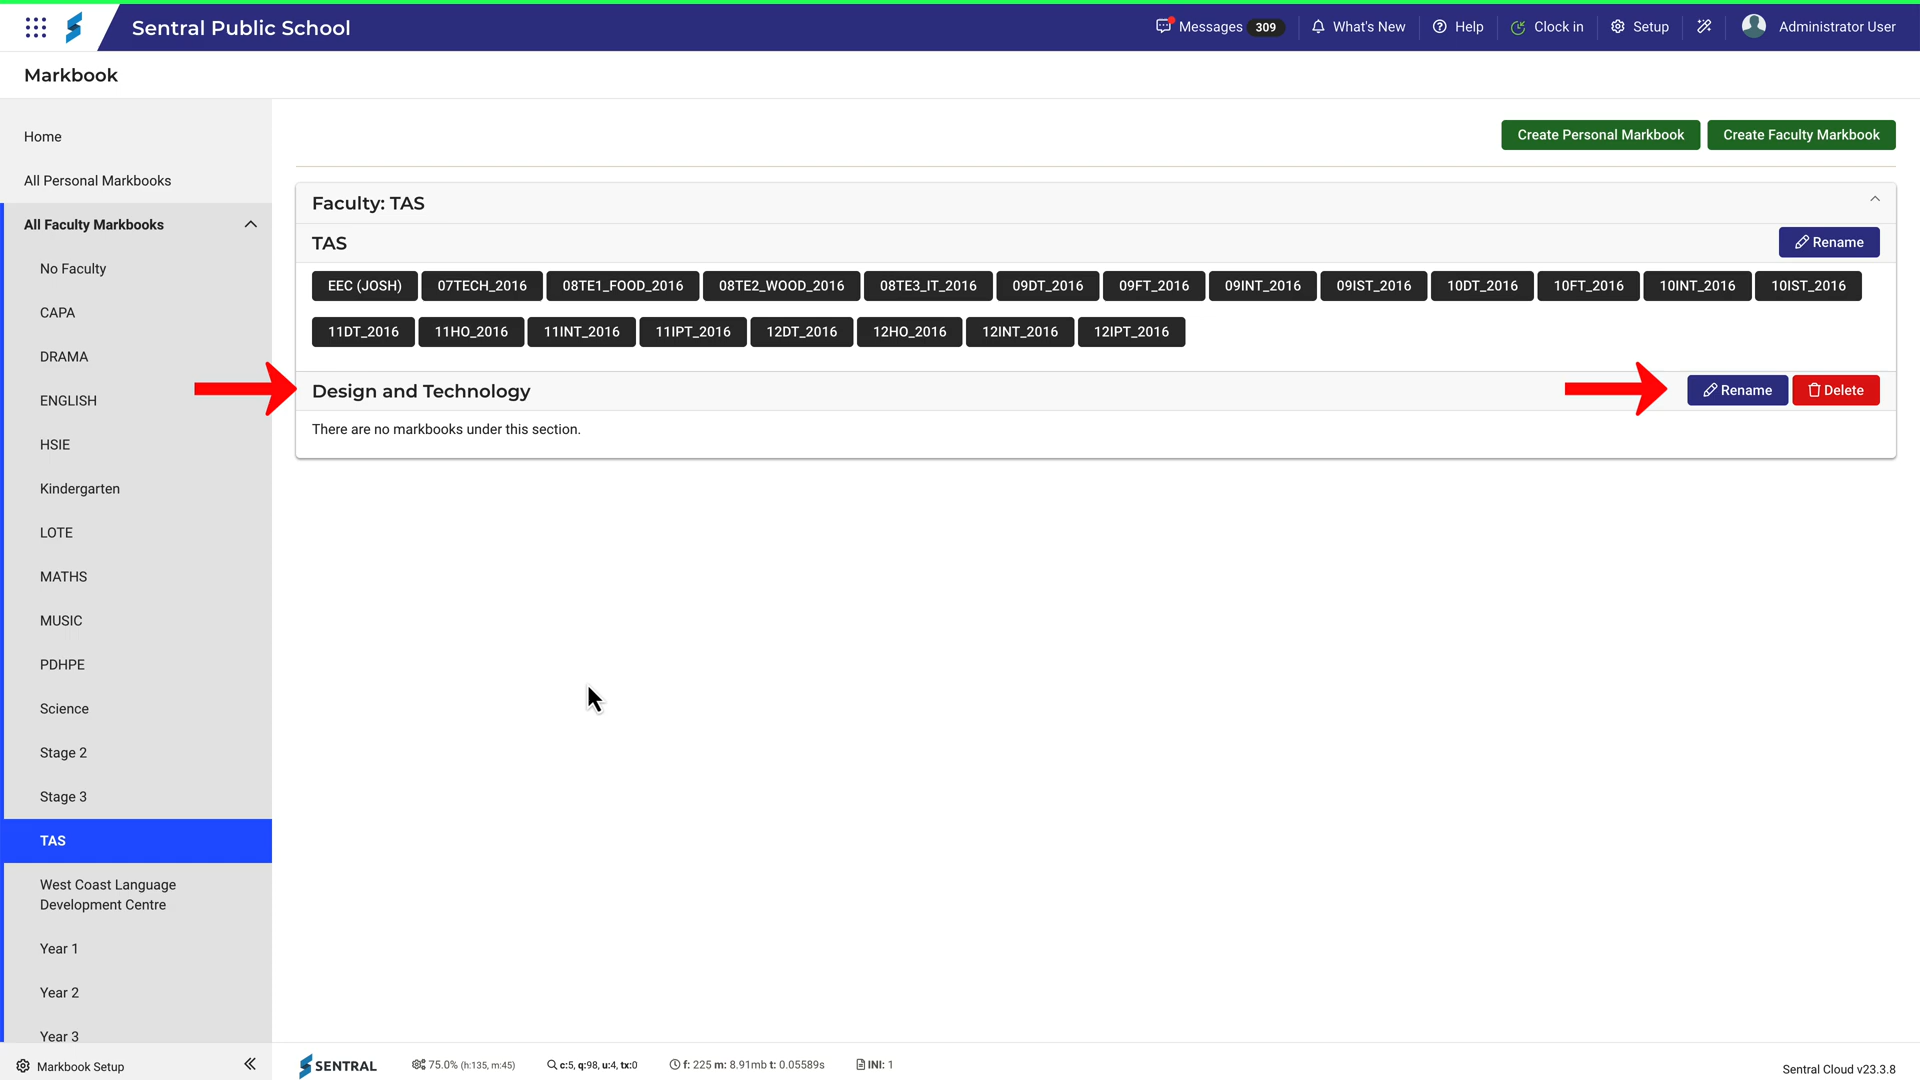 Sentral Public School
Messages 309
What's New
Help
Clock in
Setup
Administrator User
Markbook
Home
All Personal Markbooks
All Faculty Markbooks
No Faculty
CAPA
DRAMA
ENGLISH
HSIE
Kindergarten
LOTE
MATHS
MUSIC
PDHPE
Science
Stage 2
Stage 3
TAS
West Coast Language
Development Centre
Year 1
Year 2
Year 3
Markbook Setup
Create Personal Markbook Create Faculty Markbook
Faculty: TAS
TAS Rename
EEC (JOSH) 07TECH_2016 08TE1_FOOD_2016 08TE2_WOOD_2016 08TE3_IT_2016 09DT_2016 09FT_2016 09INT_2016 09IST_2016 10DT_2016 10FT_2016 10INT_2016 10IST_2016
11DT_2016 11HO_2016 11INT_2016 11IPT_2016 12DT_2016 12HO_2016 12INT_2016 12IPT_2016
Design and Technology Rename Delete
There are no markbooks under this section.
SENTRAL 75.0% (h:135, m:45) c:5, q:98, u:4, tx:0 f: 225 m: 8.91mb t: 0.05589s INI: 1
Sentral Cloud v23.3.8